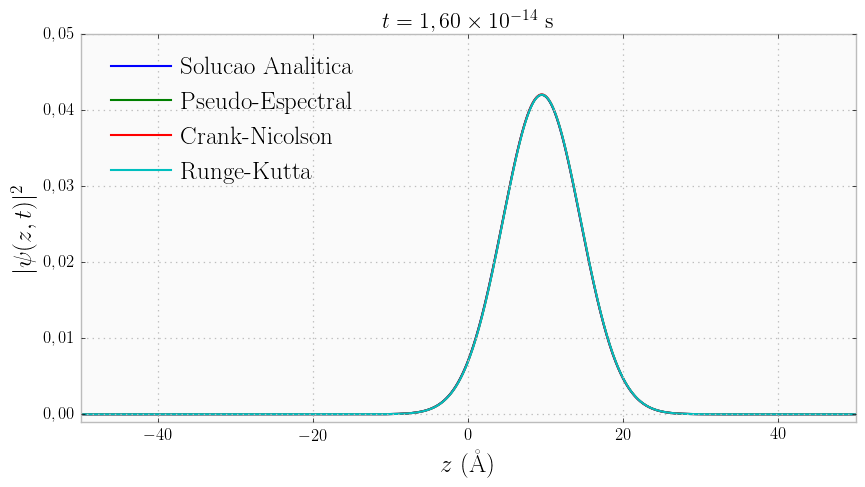 t = 1,60 × 10⁻¹⁴ s
0,05
0,04
0,03
0,02
0,01
0,00
|ψ(z, t)|²
Solucao Analitica
Pseudo-Espectral
Crank-Nicolson
Runge-Kutta
−40 −20 0 20 40
z (Å)